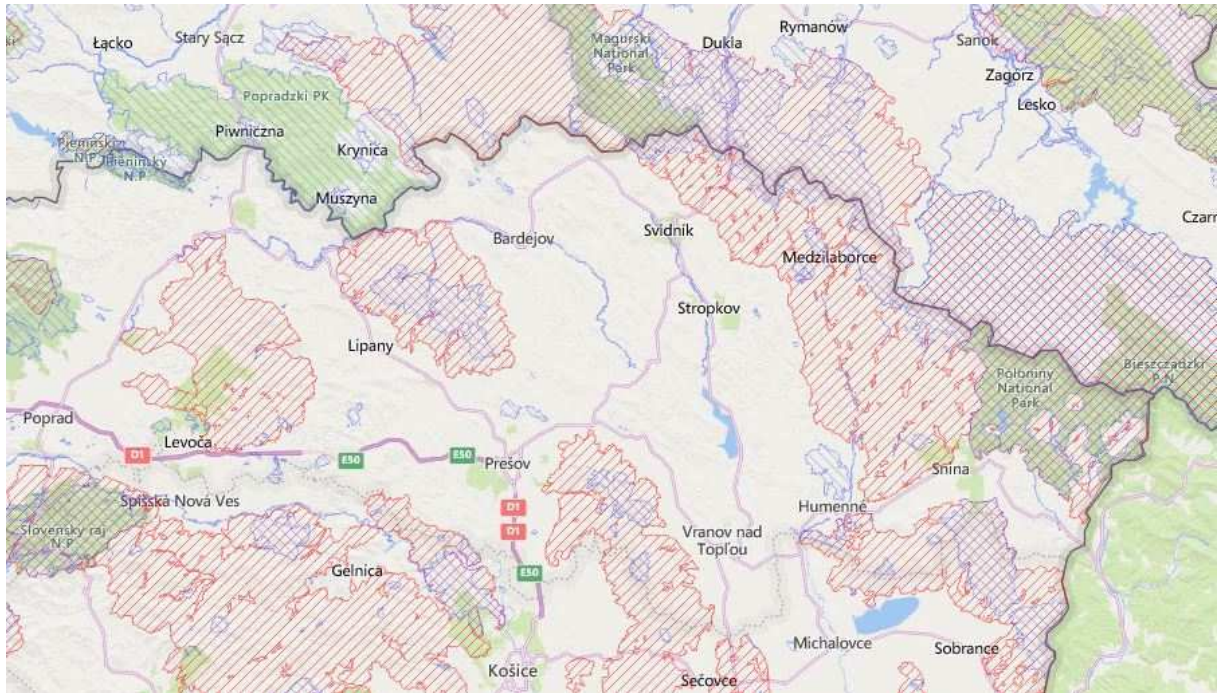 Łącko
Stary Sącz
Magurski
National
Park
Dukla
Rymanów
Sanok
Zagórz
Lesko
Popradzki PK
Piwniczna
Krynica
Pieniński
N.P.
Pieninsky
N.P.
Muszyna
Czarn
Bardejov
Svidník
Medzilaborce
Stropkov
Lipany
Poloniny
National
Park
Bieszczadzki
P.N.
Poprad
Levoča
D1
E50
E50
Prešov
Snina
Spišská Nová Ves
D1
D1
Humenné
Slovenský raj
N.P.
Vranov nad
Topľou
Gelnica
E50
Michalovce
Sobrance
Košice
Sečovce